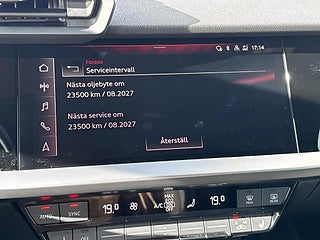 17:14
Fordon
Serviceintervall
Nästa oljebyte om
23500 km / 08.2027
Nästa service om
23500 km / 08.2027
Återställ
19.0 MAX 19.0
SYNC A/C OFF